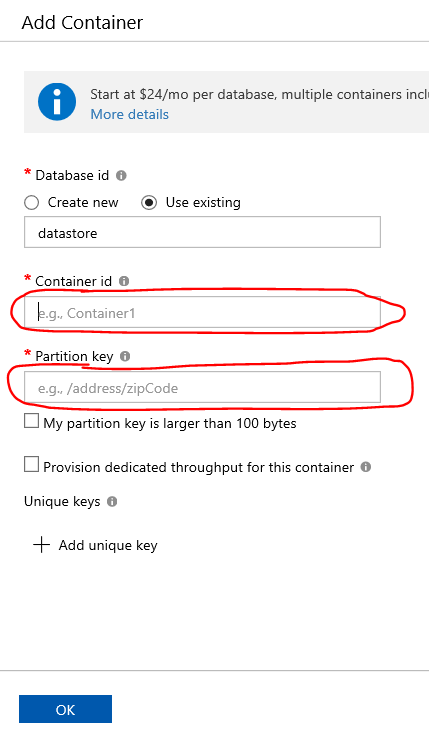 Add Container
Start at $24/mo per database, multiple containers incl
More details
* Database id
Create new Use existing
datastore
* Container id
e.g., Container1
* Partition key
e.g., /address/zipCode
My partition key is larger than 100 bytes
Provision dedicated throughput for this container
Unique keys
+ Add unique key
OK